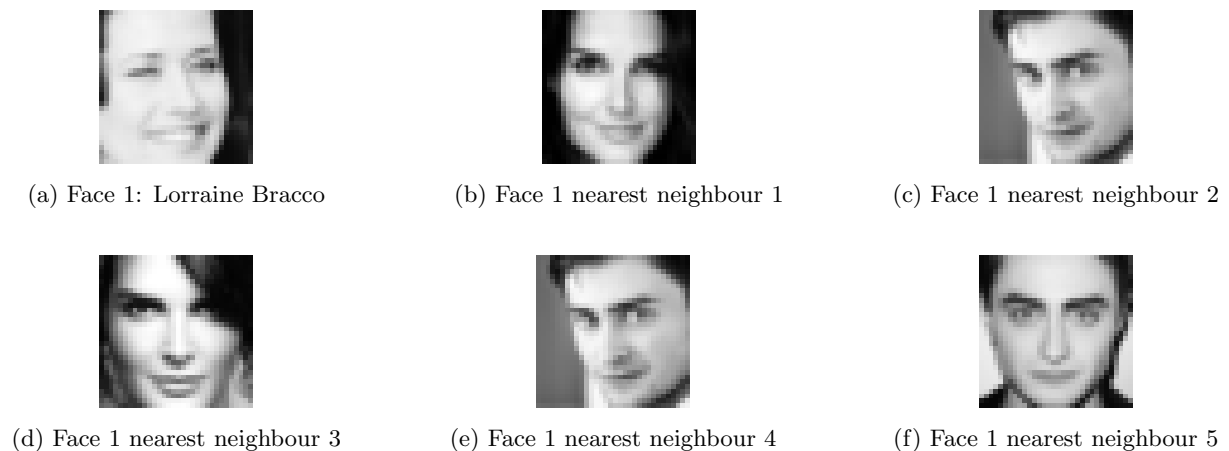 (a) Face 1: Lorraine Bracco
(b) Face 1 nearest neighbour 1
(c) Face 1 nearest neighbour 2
(d) Face 1 nearest neighbour 3
(e) Face 1 nearest neighbour 4
(f) Face 1 nearest neighbour 5